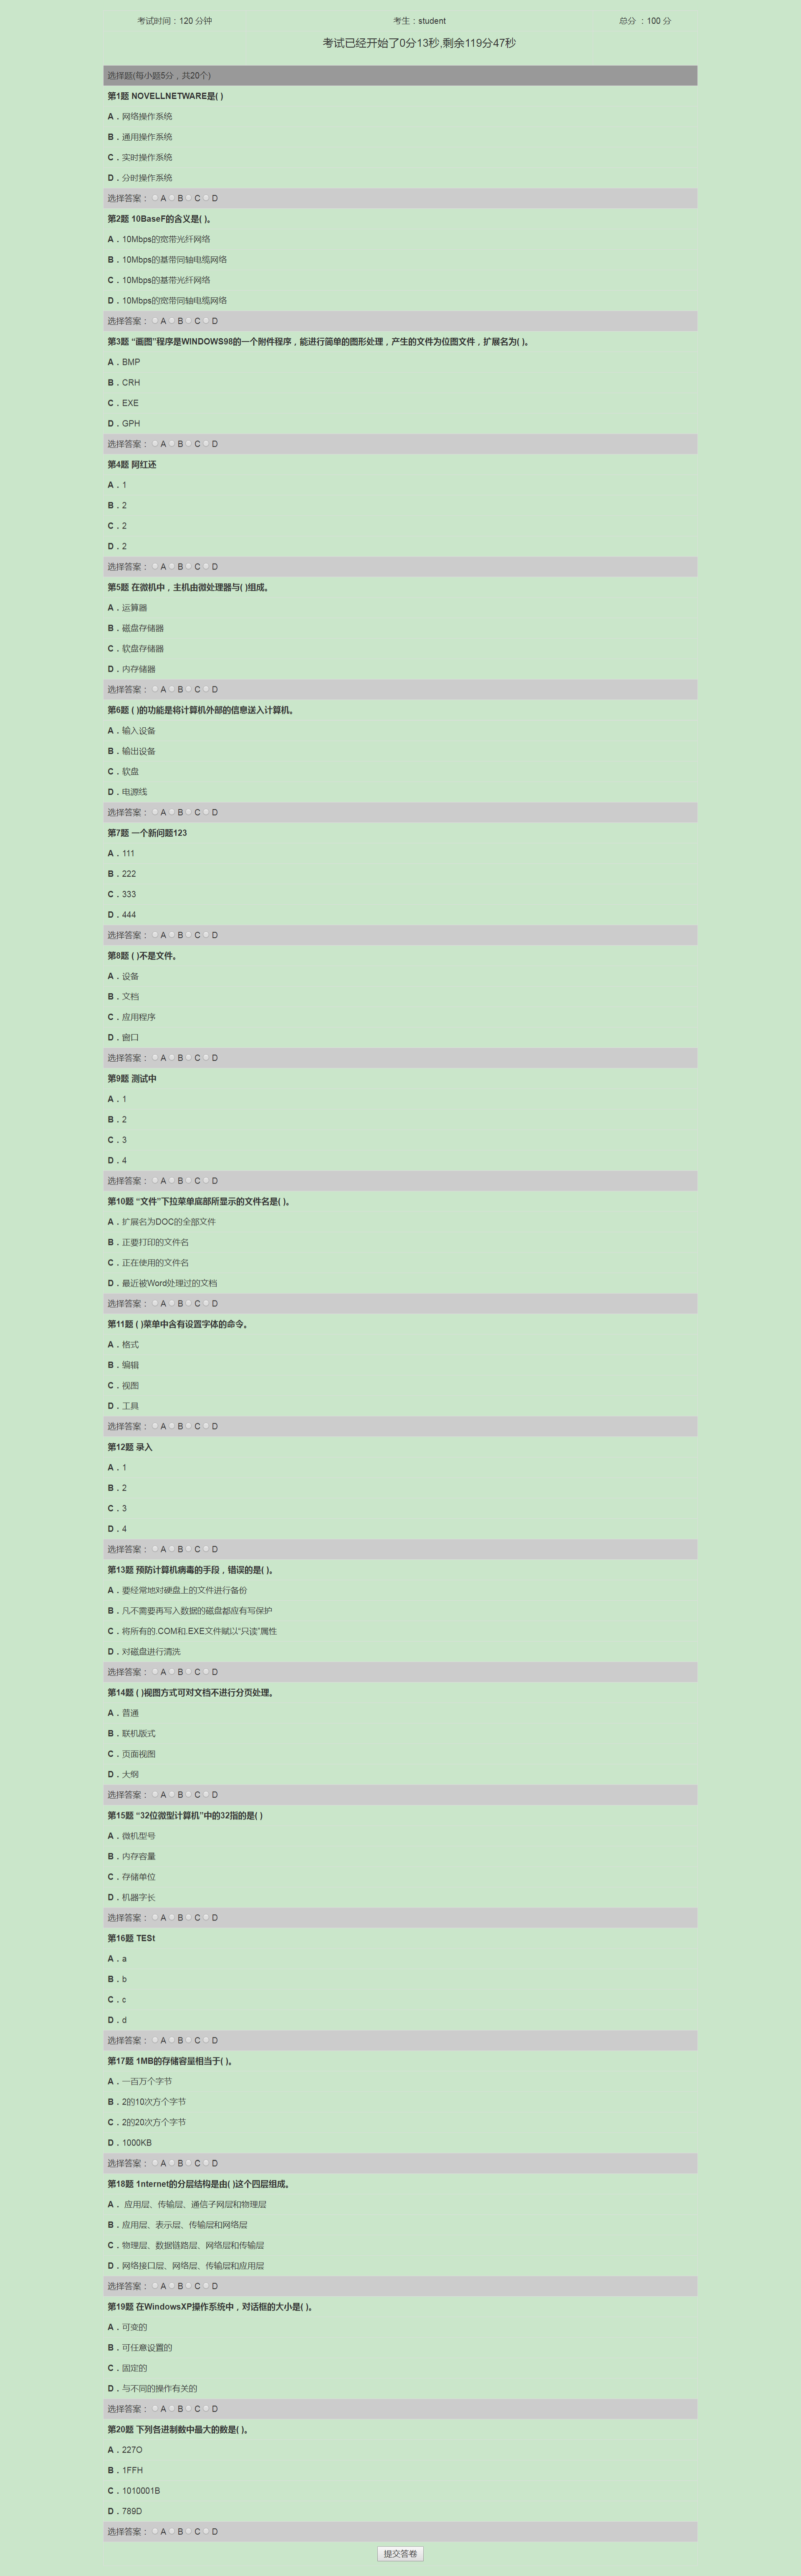 考试时间：120 分钟 考生：student 总分 ：100 分
考试已经开始了0分13秒,剩余119分47秒
选择题(每小题5分，共20个)
第1题 NOVELLNETWARE是( )
A．网络操作系统
B．通用操作系统
C．实时操作系统
D．分时操作系统
选择答案： A B C D
第2题 10BaseF的含义是( )。
A．10Mbps的宽带光纤网络
B．10Mbps的基带同轴电缆网络
C．10Mbps的基带光纤网络
D．10Mbps的宽带同轴电缆网络
选择答案： A B C D
第3题 “画图”程序是WINDOWS98的一个附件程序，能进行简单的图形处理，产生的文件为位图文件，扩展名为( )。
A．BMP
B．CRH
C．EXE
D．GPH
选择答案： A B C D
第4题 阿红还
A．1
B．2
C．2
D．2
选择答案： A B C D
第5题 在微机中，主机由微处理器与( )组成。
A．运算器
B．磁盘存储器
C．软盘存储器
D．内存储器
选择答案： A B C D
第6题 ( )的功能是将计算机外部的信息送入计算机。
A．输入设备
B．输出设备
C．软盘
D．电源线
选择答案： A B C D
第7题 一个新问题123
A．111
B．222
C．333
D．444
选择答案： A B C D
第8题 ( )不是文件。
A．设备
B．文档
C．应用程序
D．窗口
选择答案： A B C D
第9题 测试中
A．1
B．2
C．3
D．4
选择答案： A B C D
第10题 “文件”下拉菜单底部所显示的文件名是( )。
A．扩展名为DOC的全部文件
B．正要打印的文件名
C．正在使用的文件名
D．最近被Word处理过的文档
选择答案： A B C D
第11题 ( )菜单中含有设置字体的命令。
A．格式
B．编辑
C．视图
D．工具
选择答案： A B C D
第12题 录入
A．1
B．2
C．3
D．4
选择答案： A B C D
第13题 预防计算机病毒的手段，错误的是( )。
A．要经常地对硬盘上的文件进行备份
B．凡不需要再写入数据的磁盘都应有写保护
C．将所有的.COM和.EXE文件赋以“只读”属性
D．对磁盘进行清洗
选择答案： A B C D
第14题 ( )视图方式可对文档不进行分页处理。
A．普通
B．联机版式
C．页面视图
D．大纲
选择答案： A B C D
第15题 “32位微型计算机”中的32指的是( )
A．微机型号
B．内存容量
C．存储单位
D．机器字长
选择答案： A B C D
第16题 TESt
A．a
B．b
C．c
D．d
选择答案： A B C D
第17题 1MB的存储容量相当于( )。
A．一百万个字节
B．2的10次方个字节
C．2的20次方个字节
D．1000KB
选择答案： A B C D
第18题 1nternet的分层结构是由( )这个四层组成。
A． 应用层、传输层、通信子网层和物理层
B．应用层、表示层、传输层和网络层
C．物理层、数据链路层、网络层和传输层
D．网络接口层、网络层、传输层和应用层
选择答案： A B C D
第19题 在WindowsXP操作系统中，对话框的大小是( )。
A．可变的
B．可任意设置的
C．固定的
D．与不同的操作有关的
选择答案： A B C D
第20题 下列各进制数中最大的数是( )。
A．227O
B．1FFH
C．1010001B
D．789D
选择答案： A B C D
提交答卷